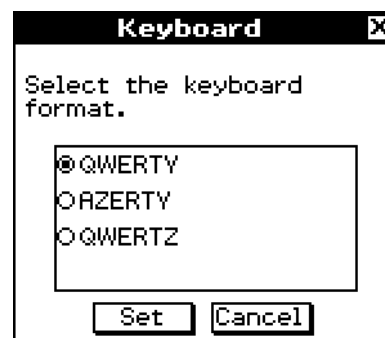 Keyboard X
Select the keyboard
format.
QWERTY
AZERTY
QWERTZ
Set Cancel